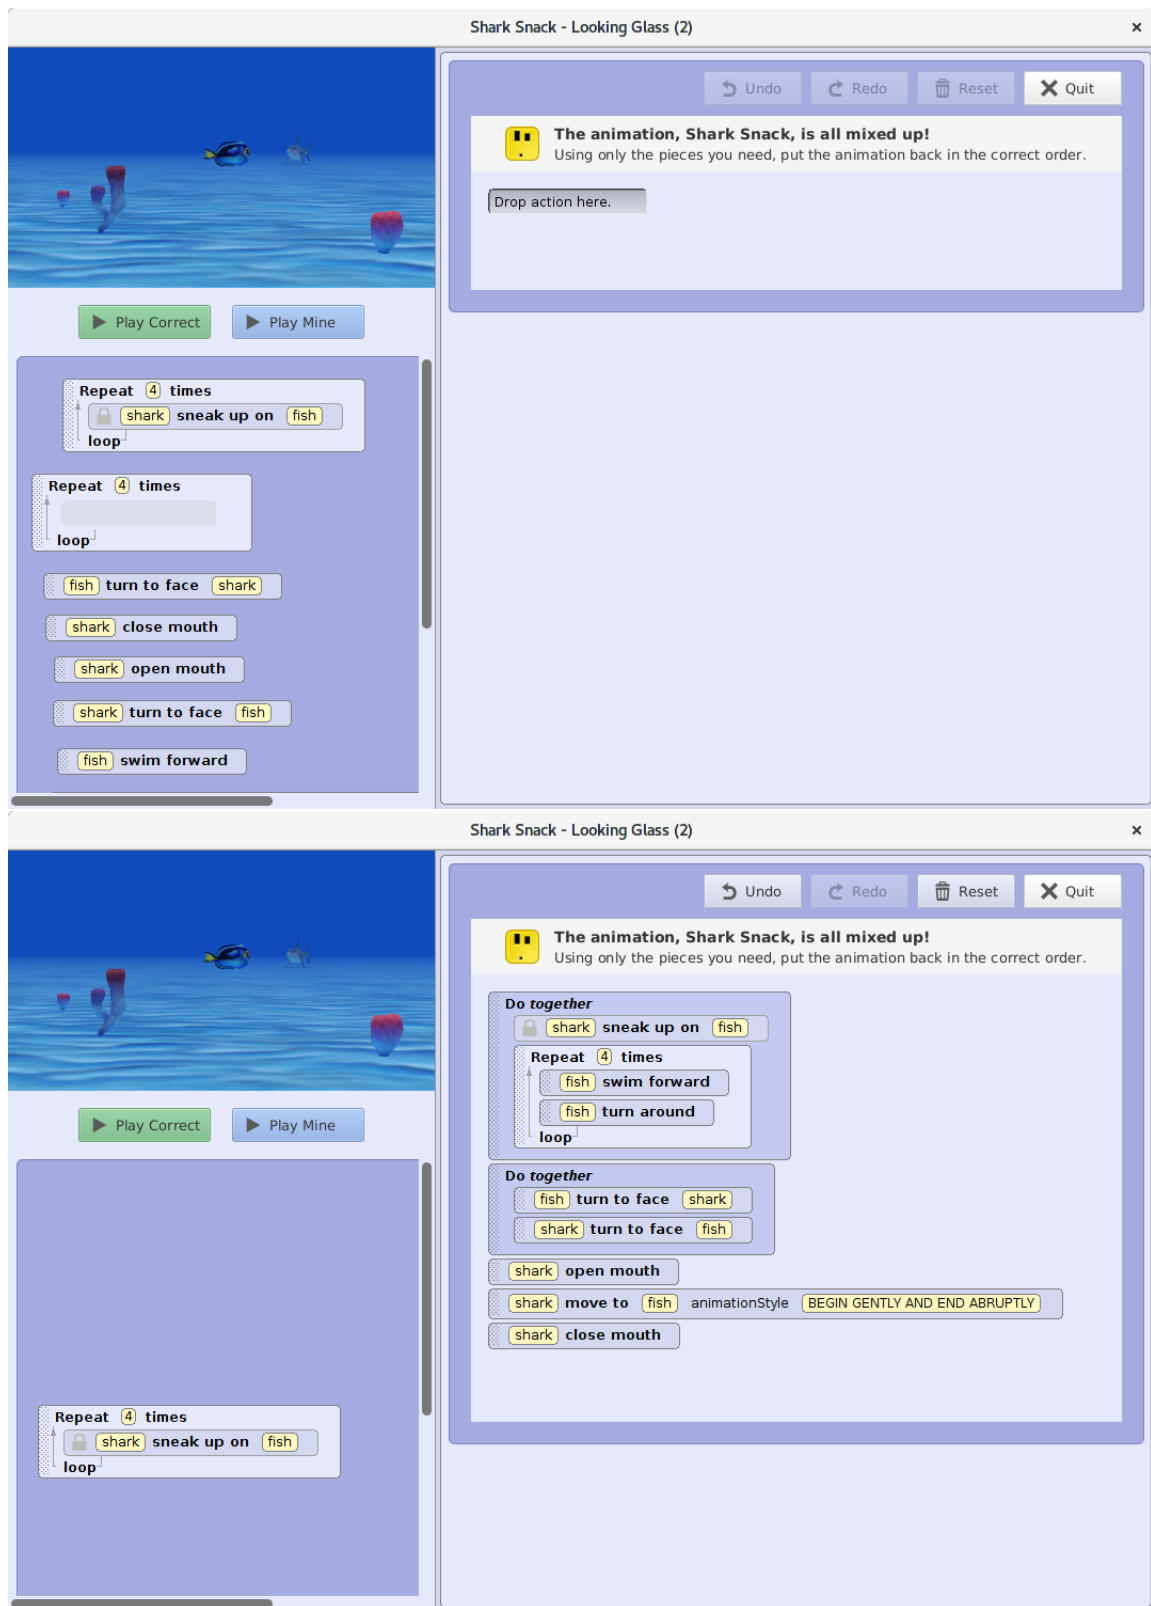 Shark Snack - Looking Glass (2) ×
Undo Redo Reset Quit
The animation, Shark Snack, is all mixed up!
Using only the pieces you need, put the animation back in the correct order.
Drop action here.
Play Correct Play Mine
Repeat 4 times
shark sneak up on fish
loop
Repeat 4 times
loop
fish turn to face shark
shark close mouth
shark open mouth
shark turn to face fish
fish swim forward
Shark Snack - Looking Glass (2) ×
Undo Redo Reset Quit
The animation, Shark Snack, is all mixed up!
Using only the pieces you need, put the animation back in the correct order.
Do together
shark sneak up on fish
Repeat 4 times
fish swim forward
fish turn around
loop
Do together
fish turn to face shark
shark turn to face fish
shark open mouth
shark move to fish animationStyle BEGIN GENTLY AND END ABRUPTLY
shark close mouth
Play Correct Play Mine
Repeat 4 times
shark sneak up on fish
loop